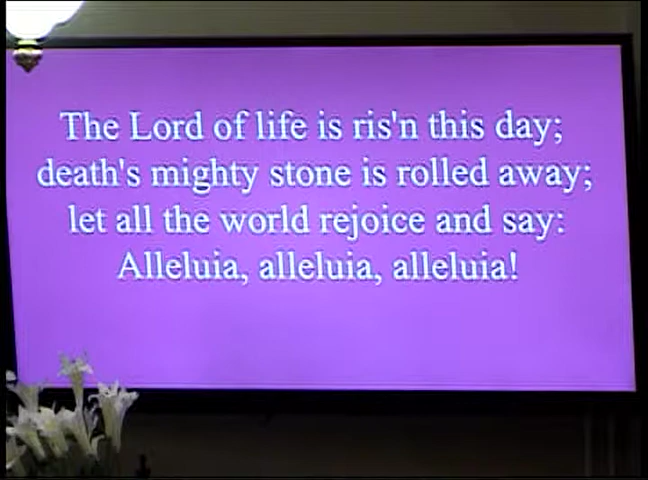 The Lord of life is ris'n this day;
death's mighty stone is rolled away;
let all the world rejoice and say:
Alleluia, alleluia, alleluia!